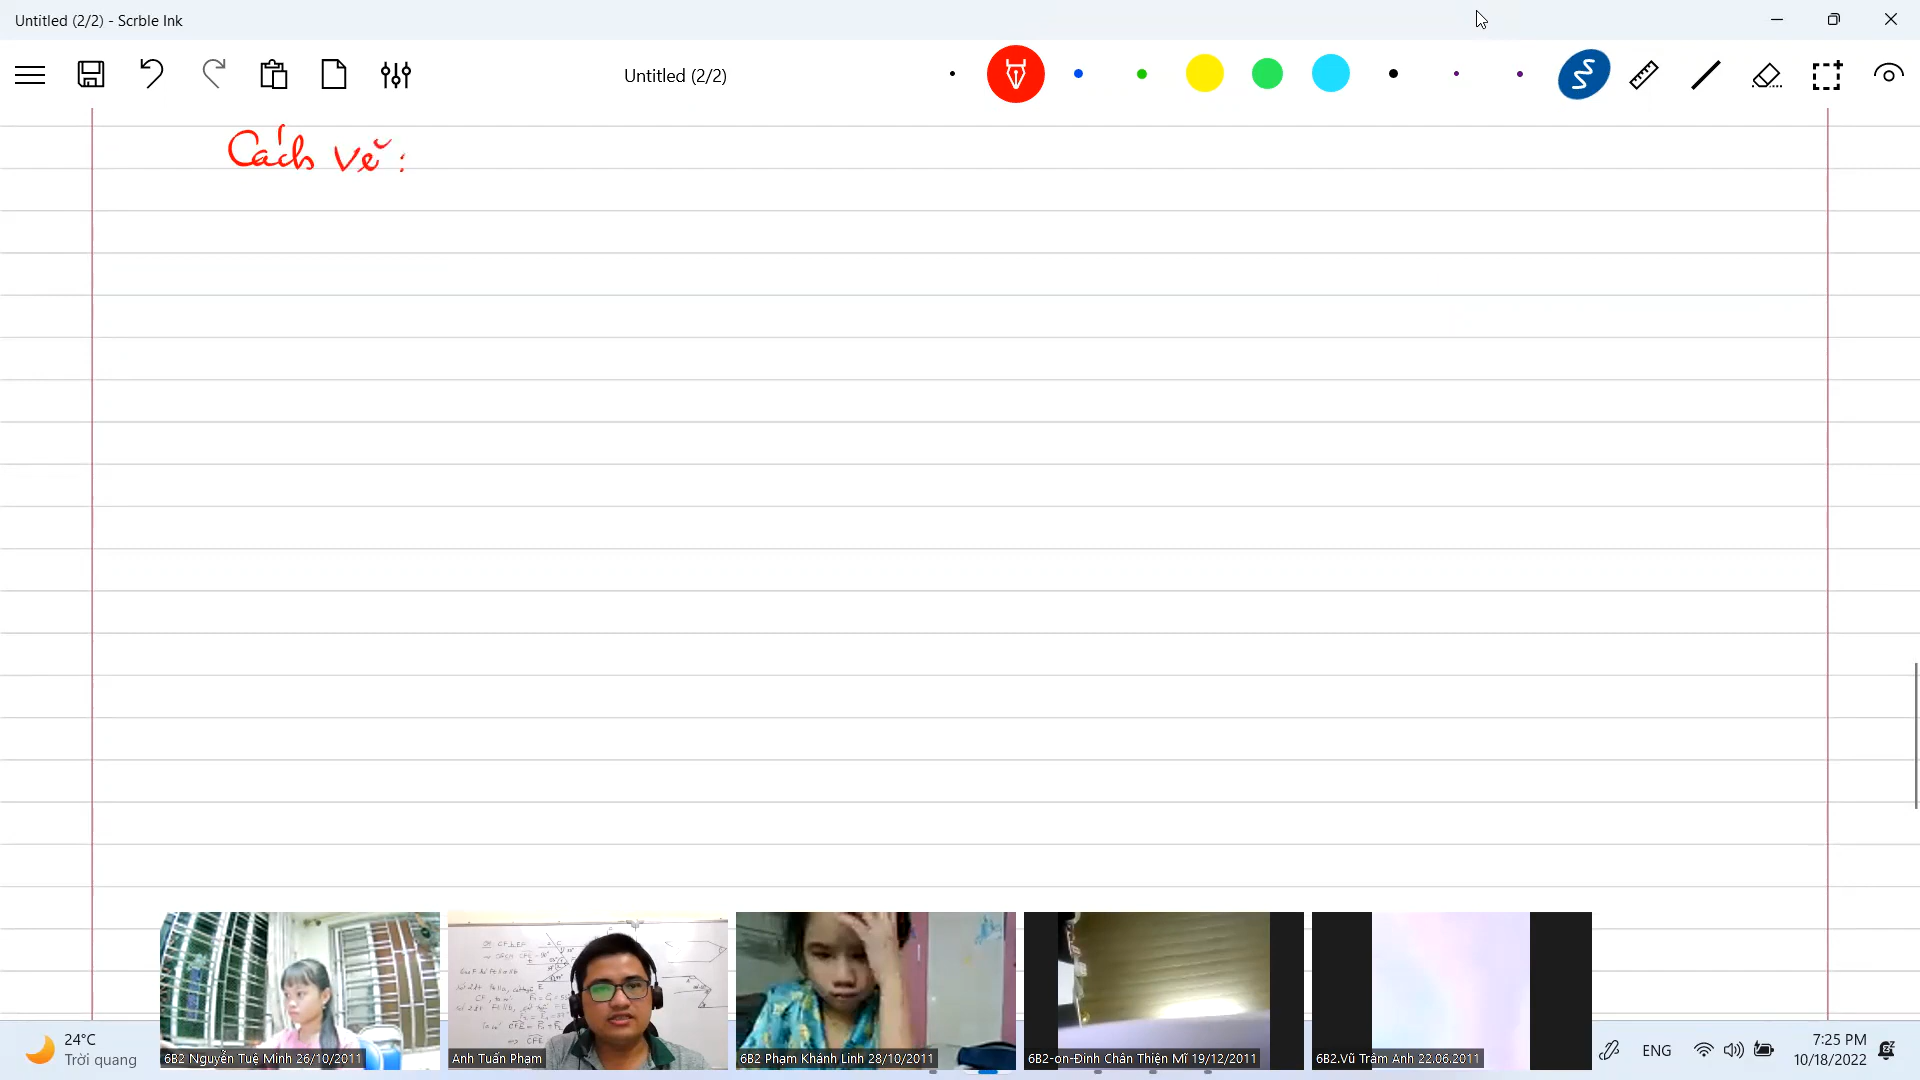 Untitled (2/2) - Scrble Ink
Untitled (2/2)
Cách vẽ:
24°C
Trời quang
6B2 Nguyễn Tuệ Minh 26/10/2011
Anh Tuấn Phạm
6B2 Phạm Khánh Linh 28/10/2011
6B2-on-Đinh Chân Thiện Mĩ 19/12/2011
6B2.Vũ Trâm Anh 22.06.2011
ENG
7:25 PM
10/18/2022